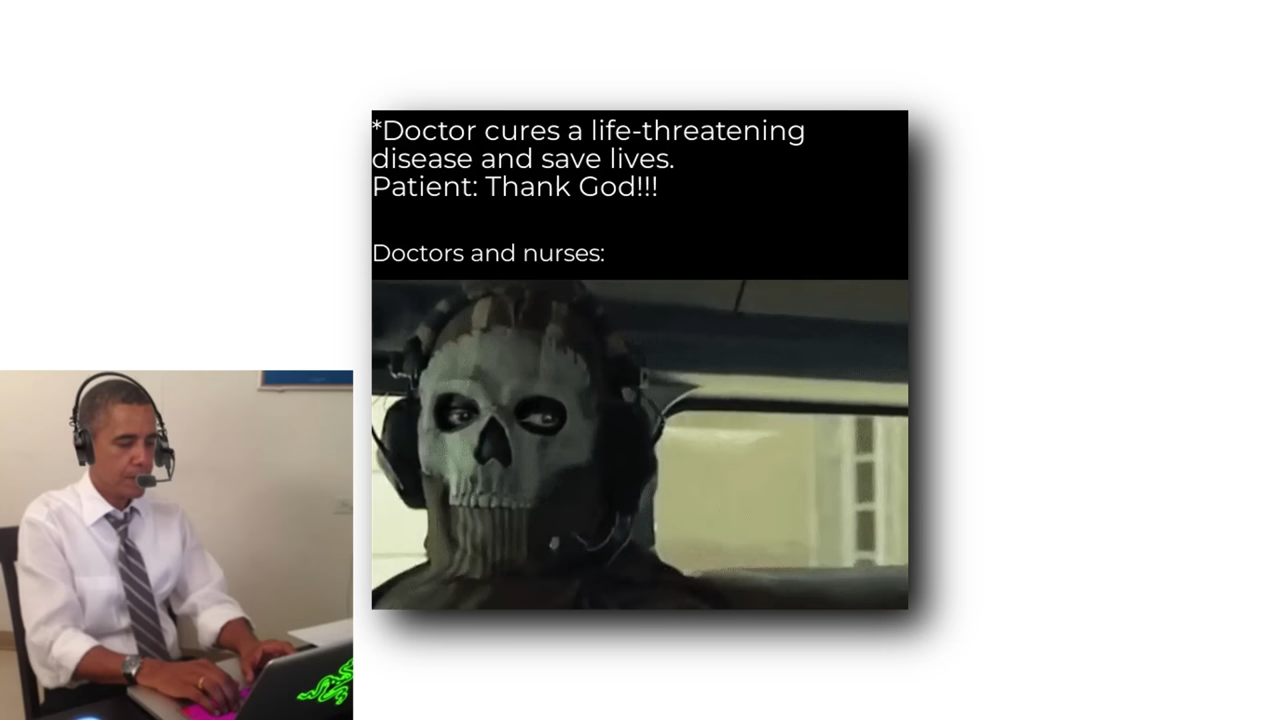 *Doctor cures a life-threatening
disease and save lives.
Patient: Thank God!!!
Doctors and nurses: